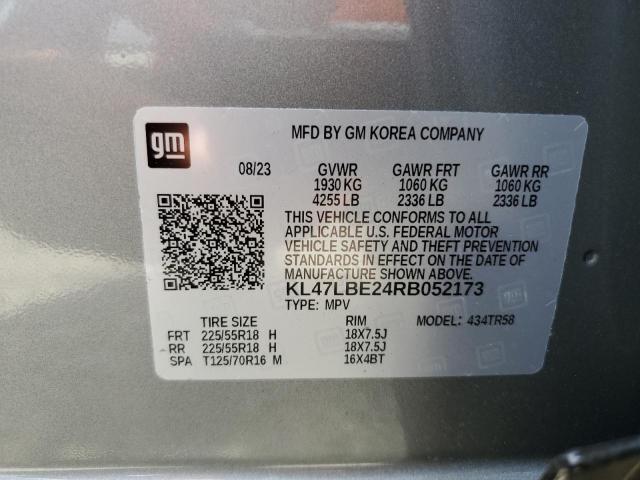 gm
MFD BY GM KOREA COMPANY
08/23 GVWR GAWR FRT GAWR RR
1930 KG 1060 KG 1060 KG
4255 LB 2336 LB 2336 LB
THIS VEHICLE CONFORMS TO ALL
APPLICABLE U.S. FEDERAL MOTOR
VEHICLE SAFETY AND THEFT PREVENTION
STANDARDS IN EFFECT ON THE DATE OF
MANUFACTURE SHOWN ABOVE.
KL47LBE24RB052173
TYPE: MPV
TIRE SIZE RIM MODEL: 434TR58
FRT 225/55R18 H 18X7.5J
RR 225/55R18 H 18X7.5J
SPA T125/70R16 M 16X4BT